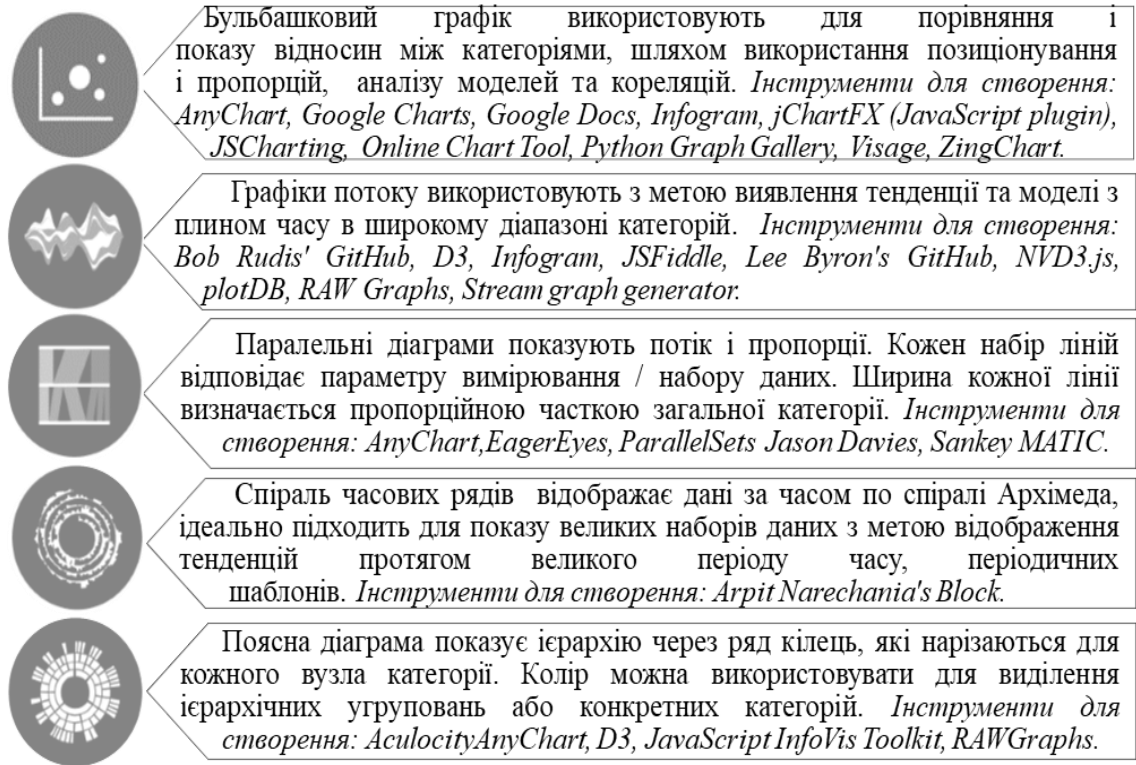 Бульбашковий графік використовують для порівняння і
показу відносин між категоріями, шляхом використання позиціонування
і пропорцій, аналізу моделей та кореляцій. Інструменти для створення:
AnyChart, Google Charts, Google Docs, Infogram, jChartFX (JavaScript plugin),
JSCharting, Online Chart Tool, Python Graph Gallery, Visage, ZingChart.
Графіки потоку використовують з метою виявлення тенденції та моделі з
плином часу в широкому діапазоні категорій. Інструменти для створення:
Bob Rudis' GitHub, D3, Infogram, JSFiddle, Lee Byron's GitHub, NVD3.js,
plotDB, RAW Graphs, Stream graph generator.
Паралельні діаграми показують потік і пропорції. Кожен набір ліній
відповідає параметру вимірювання / набору даних. Ширина кожної лінії
визначається пропорційною часткою загальної категорії. Інструменти для
створення: AnyChart,EagerEyes, ParallelSets Jason Davies, Sankey MATIC.
Спіраль часових рядів відображає дані за часом по спіралі Архімеда,
ідеально підходить для показу великих наборів даних з метою відображення
тенденцій протягом великого періоду часу, періодичних
шаблонів. Інструменти для створення: Arpit Narechania's Block.
Поясна діаграма показує ієрархію через ряд кілець, які нарізаються для
кожного вузла категорії. Колір можна використовувати для виділення
ієрархічних угруповань або конкретних категорій. Інструменти для
створення: AculocityAnyChart, D3, JavaScript InfoVis Toolkit, RAWGraphs.